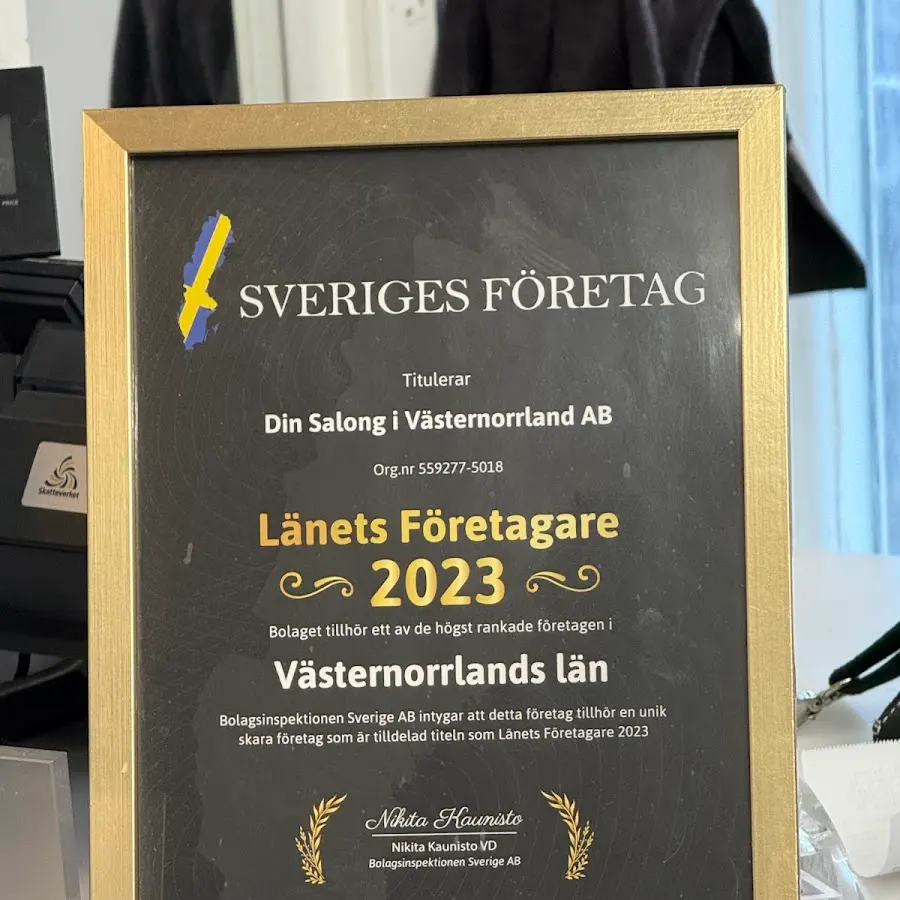 PRICE
SVERIGES FÖRETAG
Titulerar
Din Salong i Västernorrland AB
Org.nr 559277-5018
Skatteverket
Länets Företagare
2023
Bolaget tillhör ett av de högst rankade företagen i
Västernorrlands län
Bolagsinspektionen Sverige AB intygar att detta företag tillhör en unik
skara företag som är tilldelad titeln som Länets Företagare 2023
Nikita Kaunisto
Nikita Kaunisto VD
Bolagsinspektionen Sverige AB